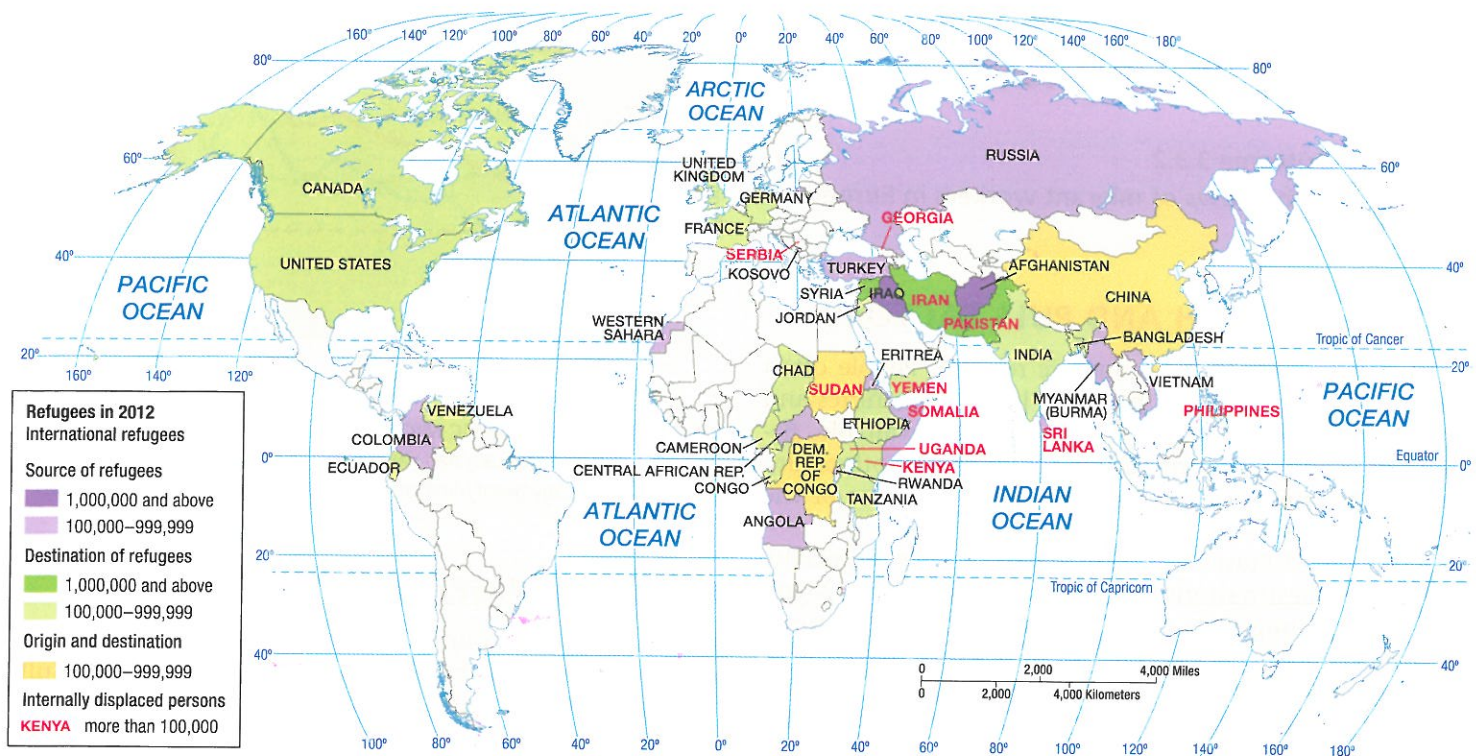 160° 140° 120° 100° 80° 60° 40° 20° 0° 20° 40° 60° 80° 100° 120° 140° 160° 180°
80°
80°
ARCTIC
OCEAN
60°
60°
RUSSIA
UNITED
KINGDOM
CANADA
GERMANY
ATLANTIC
OCEAN
FRANCE
GEORGIA
SERBIA
KOSOVO
UNITED STATES
40°
40°
40°
TURKEY
AFGHANISTAN
PACIFIC
OCEAN
SYRIA
IRAQ
IRAN
CHINA
JORDAN
PAKISTAN
WESTERN
SAHARA
BANGLADESH
Tropic of Cancer
ERITREA
INDIA
20°
20°
160° 140° 120°
CHAD
SUDAN
YEMEN
VIETNAM
MYANMAR
(BURMA)
PACIFIC
OCEAN
PHILIPPINES
VENEZUELA
SOMALIA
ETHIOPIA
SRI
LANKA
COLOMBIA
CAMEROON
UGANDA
DEM.
REP.
OF
CONGO
ECUADOR
0°
CENTRAL AFRICAN REP.
KENYA
Equator
0°
CONGO
RWANDA
TANZANIA
INDIAN
OCEAN
ATLANTIC
OCEAN
ANGOLA
20°
20°
Tropic of Capricorn
40°
40°
0 2,000 4,000 Miles
0 2,000 4,000 Kilometers
100° 80° 60° 40° 20° 0° 20° 40° 60° 80° 100° 120° 140° 160° 180°
Refugees in 2012
International refugees
Source of refugees
1,000,000 and above
100,000–999,999
Destination of refugees
1,000,000 and above
100,000–999,999
Origin and destination
100,000–999,999
Internally displaced persons
KENYA more than 100,000